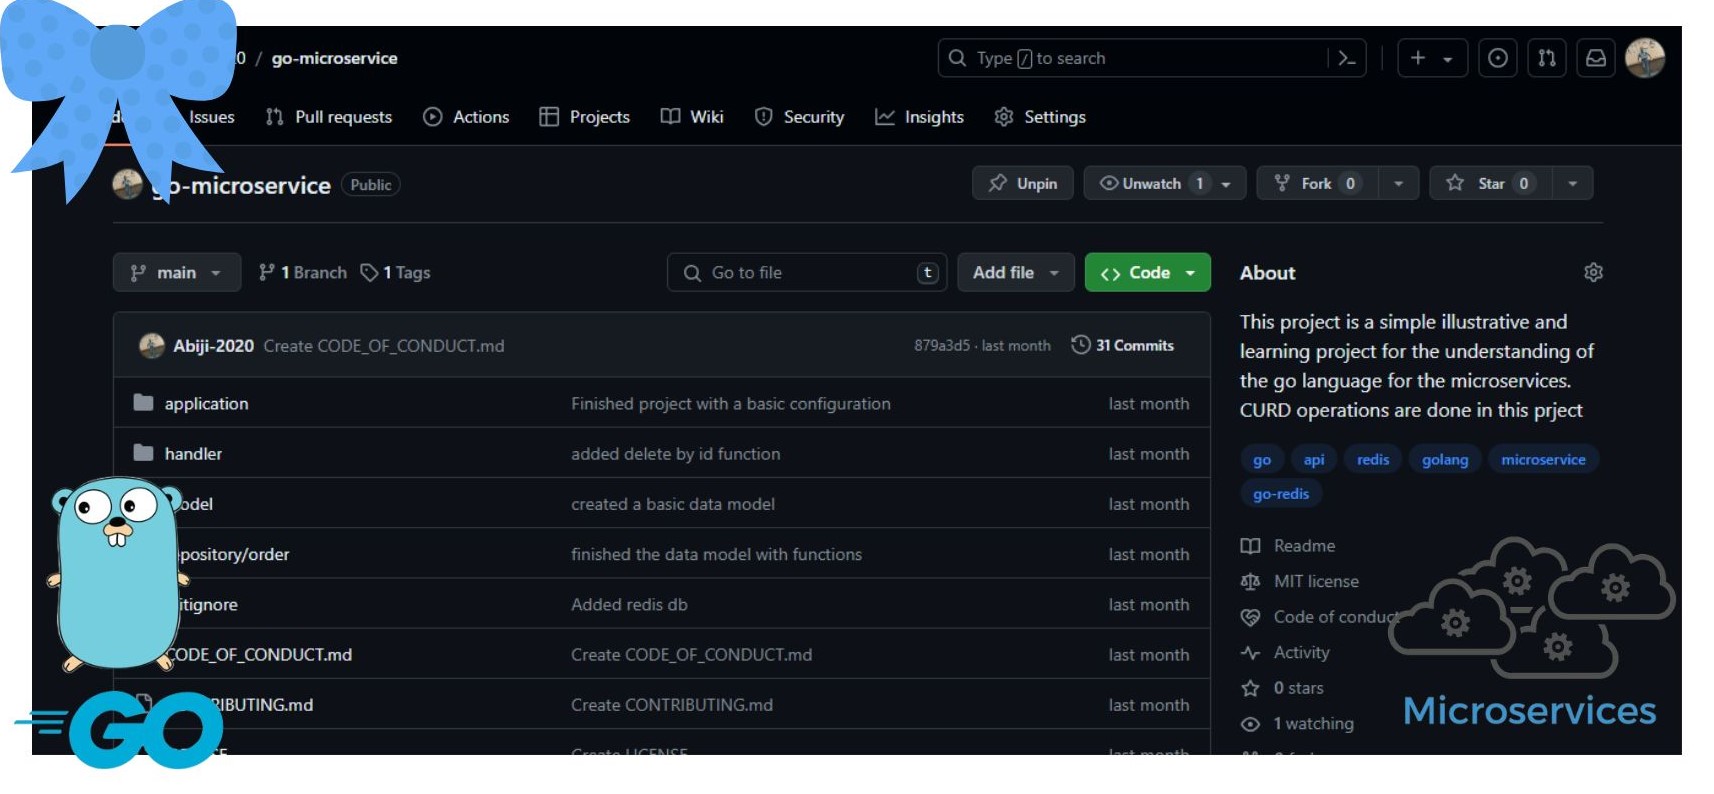 0 / go-microservice
Type / to search
Issues Pull requests Actions Projects Wiki Security Insights Settings
go-microservice Public
Unpin Unwatch 1 Fork 0 Star 0
main 1 Branch 1 Tags Go to file t Add file Code
Abiji-2020 Create CODE_OF_CONDUCT.md 879a3d5 · last month 31 Commits
application Finished project with a basic configuration last month
handler added delete by id function last month
odel created a basic data model last month
pository/order finished the data model with functions last month
itignore Added redis db last month
CODE_OF_CONDUCT.md Create CODE_OF_CONDUCT.md last month
RIBUTING.md Create CONTRIBUTING.md last month
Create LICENSE last month
About
This project is a simple illustrative and
learning project for the understanding of
the go language for the microservices.
CURD operations are done in this prject
go api redis golang microservice
go-redis
Readme
MIT license
Code of conduct
Activity
0 stars
1 watching
GO
Microservices